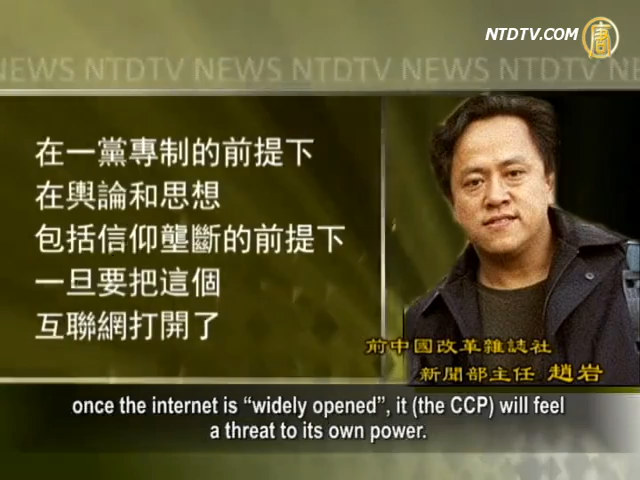 NTDTV.COM
唐
NEWS NTDTV NEWS NTDTV NEWS NTDTV NEWS
在一黨專制的前提下
在輿論和思想
包括信仰壟斷的前提下
一旦要把這個
互聯網打開了
前中國改革雜誌社
新聞部主任 趙岩
once the internet is “widely opened”, it (the CCP) will feel
a threat to its own power.